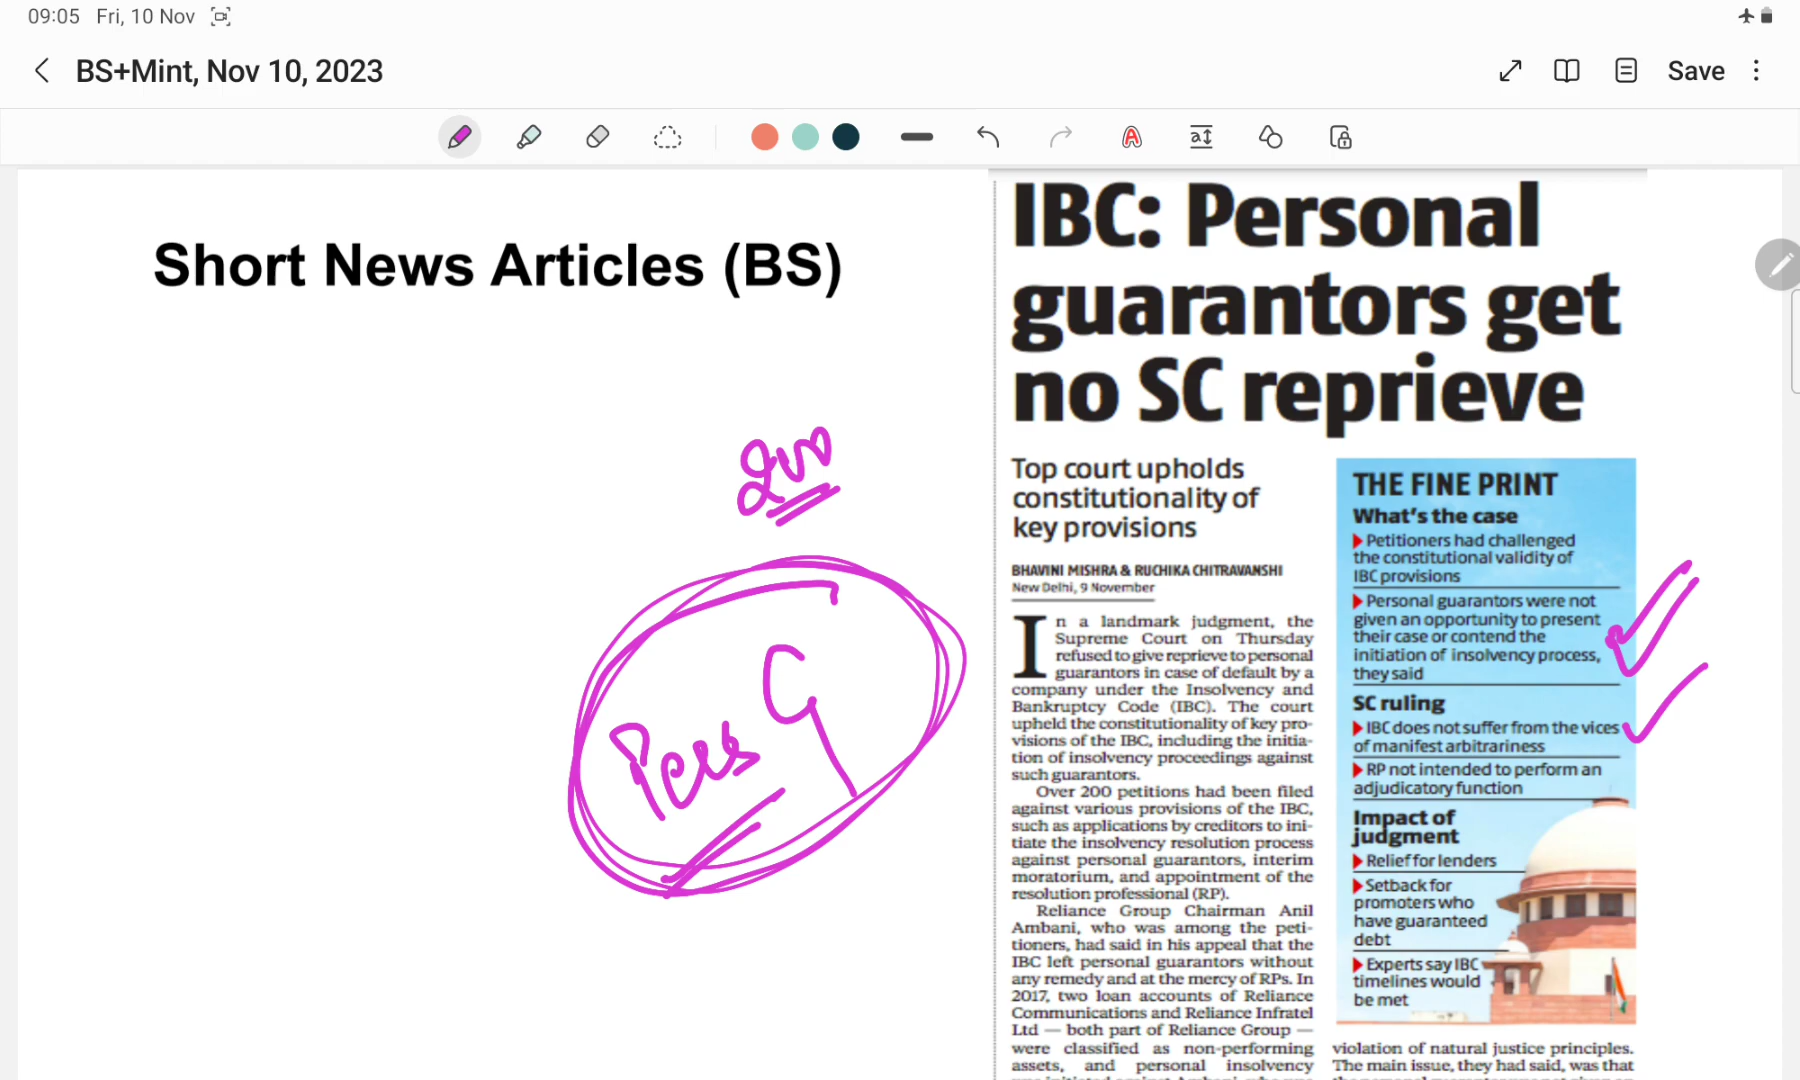 09:05 Fri, 10 Nov
BS+Mint, Nov 10, 2023
Save
Short News Articles (BS)
200
Pers G
IBC: Personal
guarantors get
no SC reprieve
Top court upholds
constitutionality of
key provisions
BHAVINI MISHRA & RUCHIKA CHITRAVANSHI
New Delhi, 9 November
In a landmark judgment, the
Supreme Court on Thursday
refused to give reprieve to personal
guarantors in case of default by a
company under the Insolvency and
Bankruptcy Code (IBC). The court
upheld the constitutionality of key pro-
visions of the IBC, including the initia-
tion of insolvency proceedings against
such guarantors.
Over 200 petitions had been filed
against various provisions of the IBC,
such as applications by creditors to ini-
tiate the insolvency resolution process
against personal guarantors, interim
moratorium, and appointment of the
resolution professional (RP).
Reliance Group Chairman Anil
Ambani, who was among the peti-
tioners, had said in his appeal that the
IBC left personal guarantors without
any remedy and at the mercy of RPs. In
2017, two loan accounts of Reliance
Communications and Reliance Infratel
Ltd — both part of Reliance Group —
were classified as non-performing
assets, and personal insolvency
THE FINE PRINT
What's the case
Petitioners had challenged
the constitutional validity of
IBC provisions
Personal guarantors were not
given an opportunity to present
their case or contend the
initiation of insolvency process,
they said
SC ruling
IBC does not suffer from the vices
of manifest arbitrariness
RP not intended to perform an
adjudicatory function
Impact of
judgment
Relief for lenders
Setback for
promoters who
have guaranteed
debt
Experts say IBC
timelines would
be met
violation of natural justice principles.
The main issue, they had said, was that